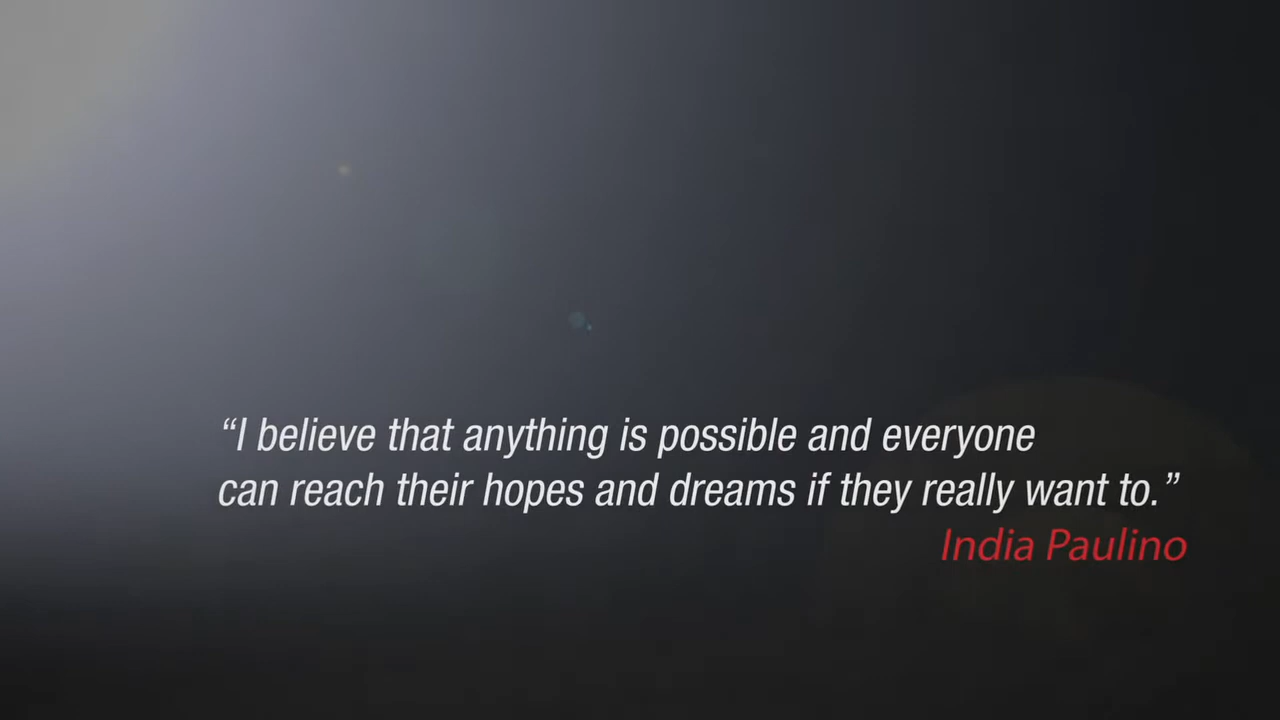 “I believe that anything is possible and everyone
can reach their hopes and dreams if they really want to.”
India Paulino